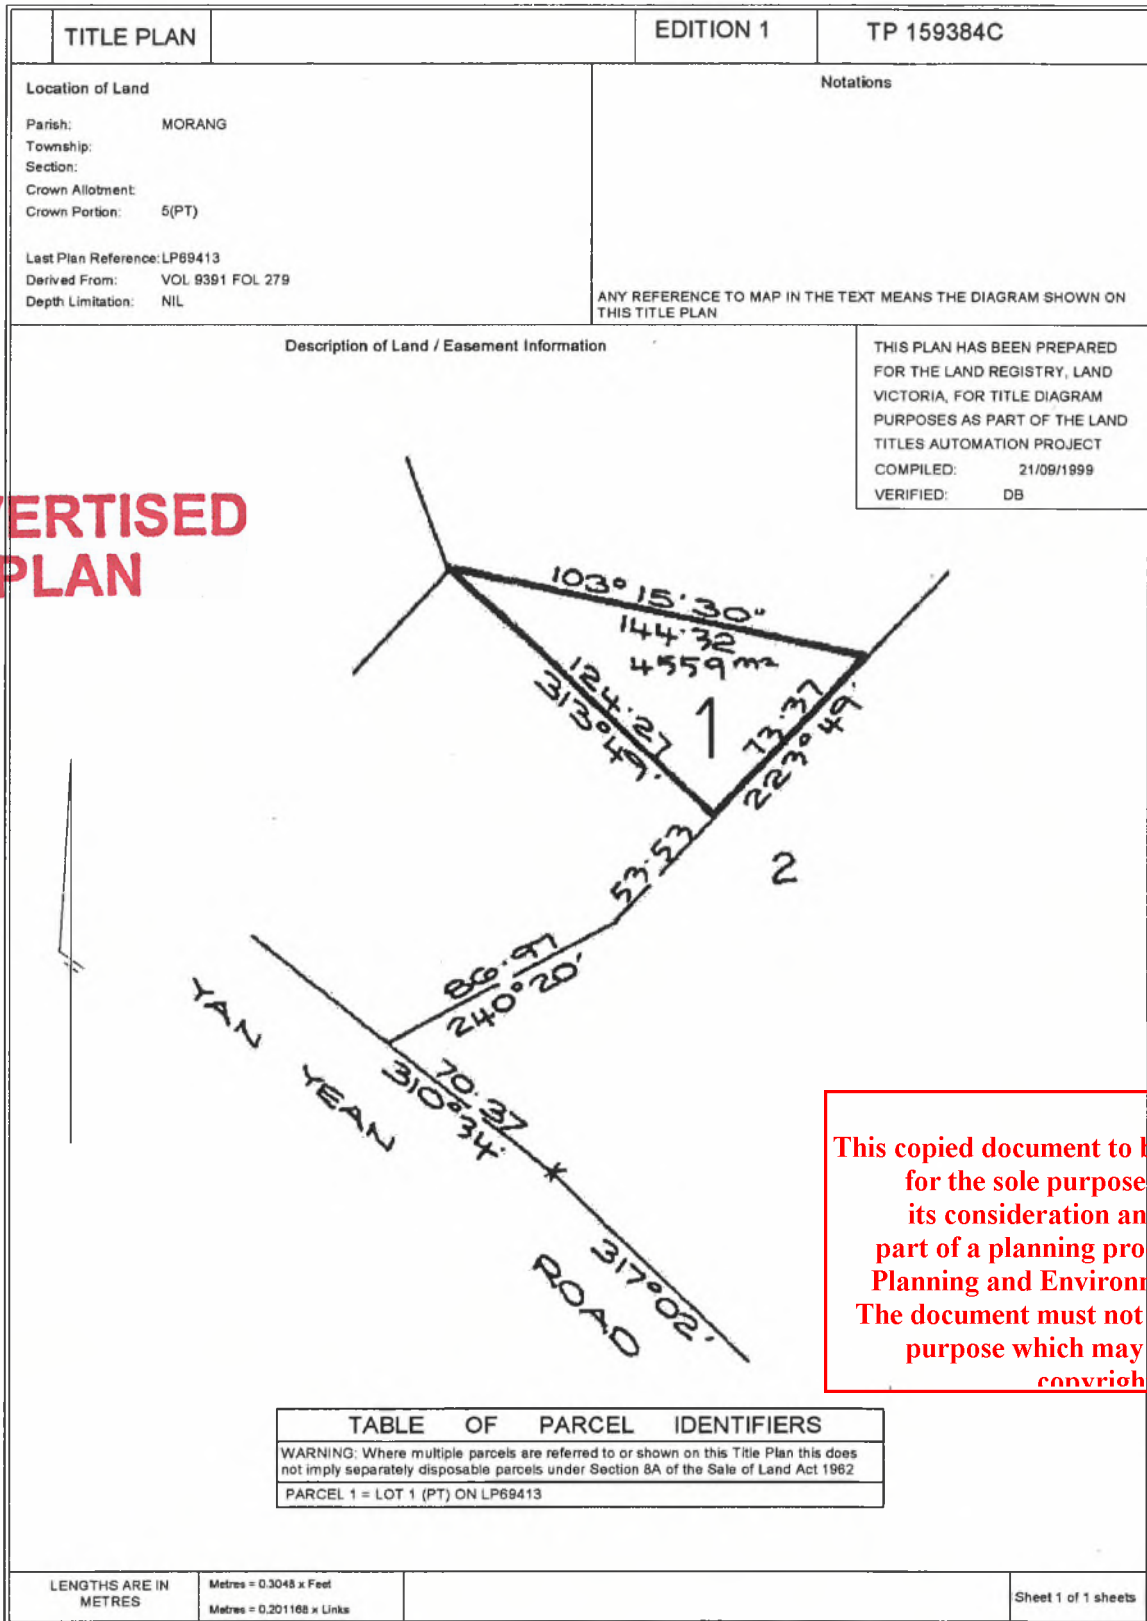 TITLE PLAN
EDITION 1
TP 159384C
Location of Land
Parish: MORANG
Township:
Section:
Crown Allotment:
Crown Portion: 5(PT)
Last Plan Reference: LP69413
Derived From: VOL 9391 FOL 279
Depth Limitation: NIL
Notations
ANY REFERENCE TO MAP IN THE TEXT MEANS THE DIAGRAM SHOWN ON
THIS TITLE PLAN
Description of Land / Easement Information
THIS PLAN HAS BEEN PREPARED
FOR THE LAND REGISTRY, LAND
VICTORIA, FOR TITLE DIAGRAM
PURPOSES AS PART OF THE LAND
TITLES AUTOMATION PROJECT
COMPILED: 21/09/1999
VERIFIED: DB
VERTISED
PLAN
103° 15' 30"
144·32
4559 m²
124·27
313° 49'
1
73·37
223° 49'
53·53
2
86·97
240° 20'
70·37
310° 34'
317° 02'
YAN YEAN ROAD
This copied document to b
for the sole purpose
its consideration an
part of a planning pro
Planning and Environm
The document must not
purpose which may
copyrigh
TABLE OF PARCEL IDENTIFIERS
WARNING: Where multiple parcels are referred to or shown on this Title Plan this does
not imply separately disposable parcels under Section 8A of the Sale of Land Act 1962
PARCEL 1 = LOT 1 (PT) ON LP69413
LENGTHS ARE IN
METRES
Metres = 0.3048 x Feet
Metres = 0.201168 x Links
Sheet 1 of 1 sheets